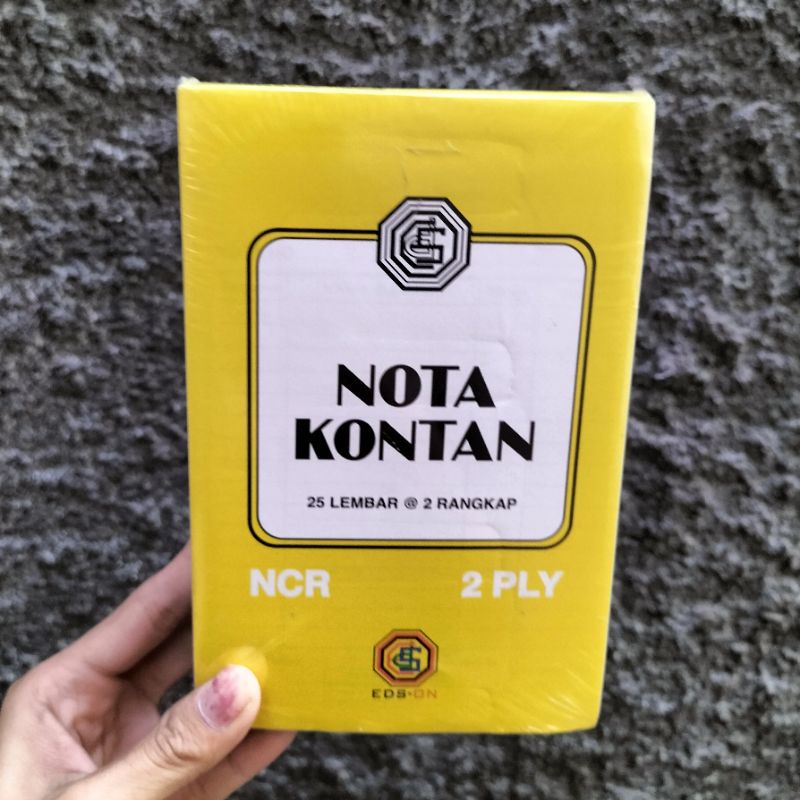 NOTA
KONTAN
25 LEMBAR @ 2 RANGKAP
NCR 2 PLY
EDS-ON